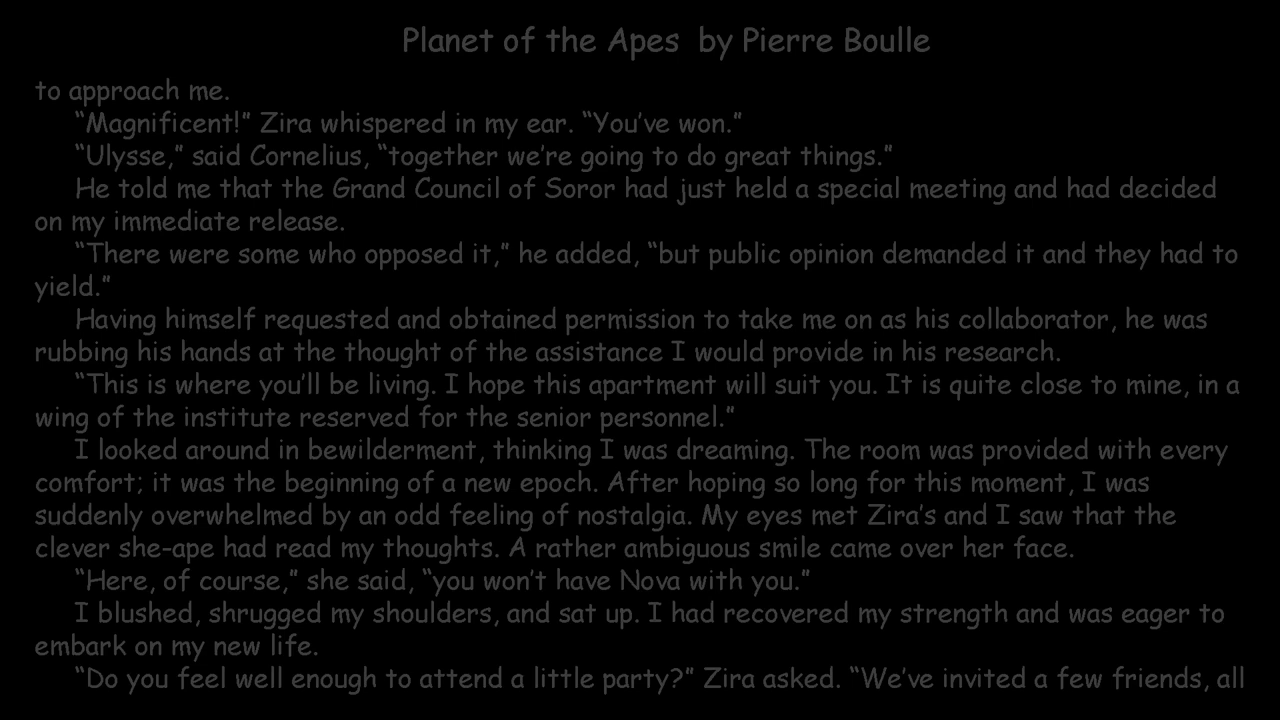 Planet of the Apes  by Pierre Boulle
to approach me.
“Magnificent!” Zira whispered in my ear. “You’ve won.”
“Ulysse,” said Cornelius, “together we’re going to do great things.”
He told me that the Grand Council of Soror had just held a special meeting and had decided
on my immediate release.
“There were some who opposed it,” he added, “but public opinion demanded it and they had to
yield.”
Having himself requested and obtained permission to take me on as his collaborator, he was
rubbing his hands at the thought of the assistance I would provide in his research.
“This is where you’ll be living. I hope this apartment will suit you. It is quite close to mine, in a
wing of the institute reserved for the senior personnel.”
I looked around in bewilderment, thinking I was dreaming. The room was provided with every
comfort; it was the beginning of a new epoch. After hoping so long for this moment, I was
suddenly overwhelmed by an odd feeling of nostalgia. My eyes met Zira’s and I saw that the
clever she-ape had read my thoughts. A rather ambiguous smile came over her face.
“Here, of course,” she said, “you won’t have Nova with you.”
I blushed, shrugged my shoulders, and sat up. I had recovered my strength and was eager to
embark on my new life.
“Do you feel well enough to attend a little party?” Zira asked. “We’ve invited a few friends, all